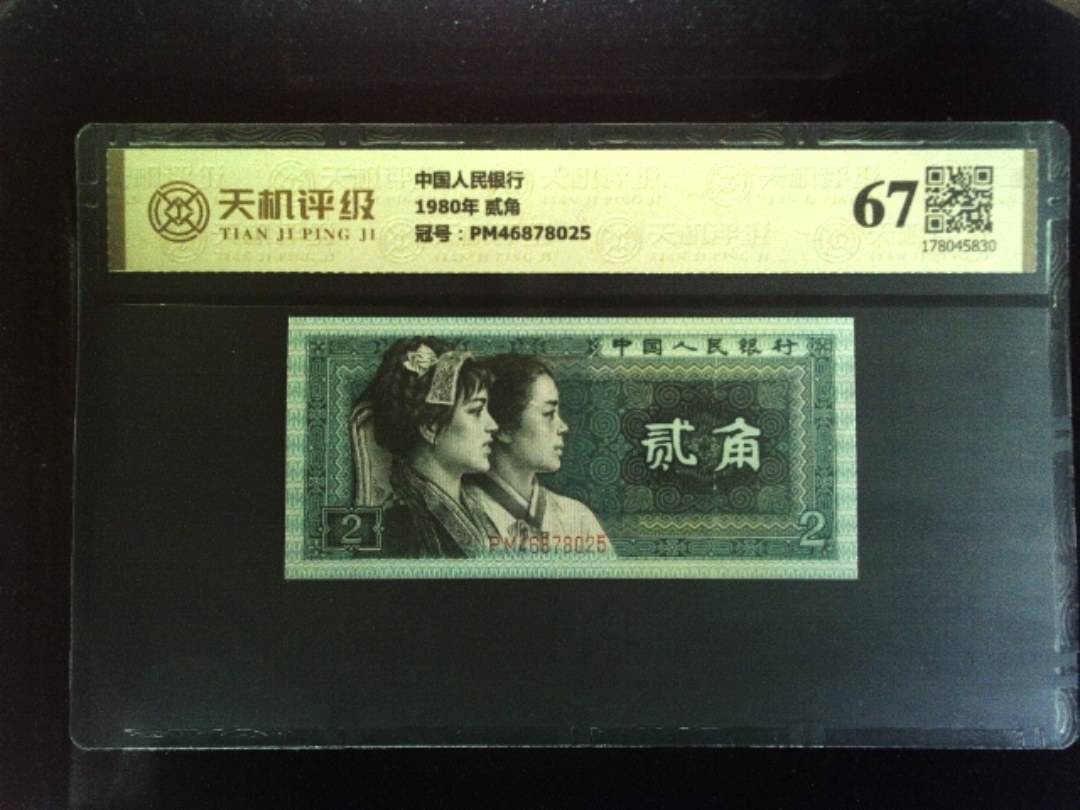 天机评级
TIAN JI PING JI
中国人民银行
1980年 贰角
冠号：PM46878025
67
178045830
中国人民银行
贰角
2
2
PM46878025